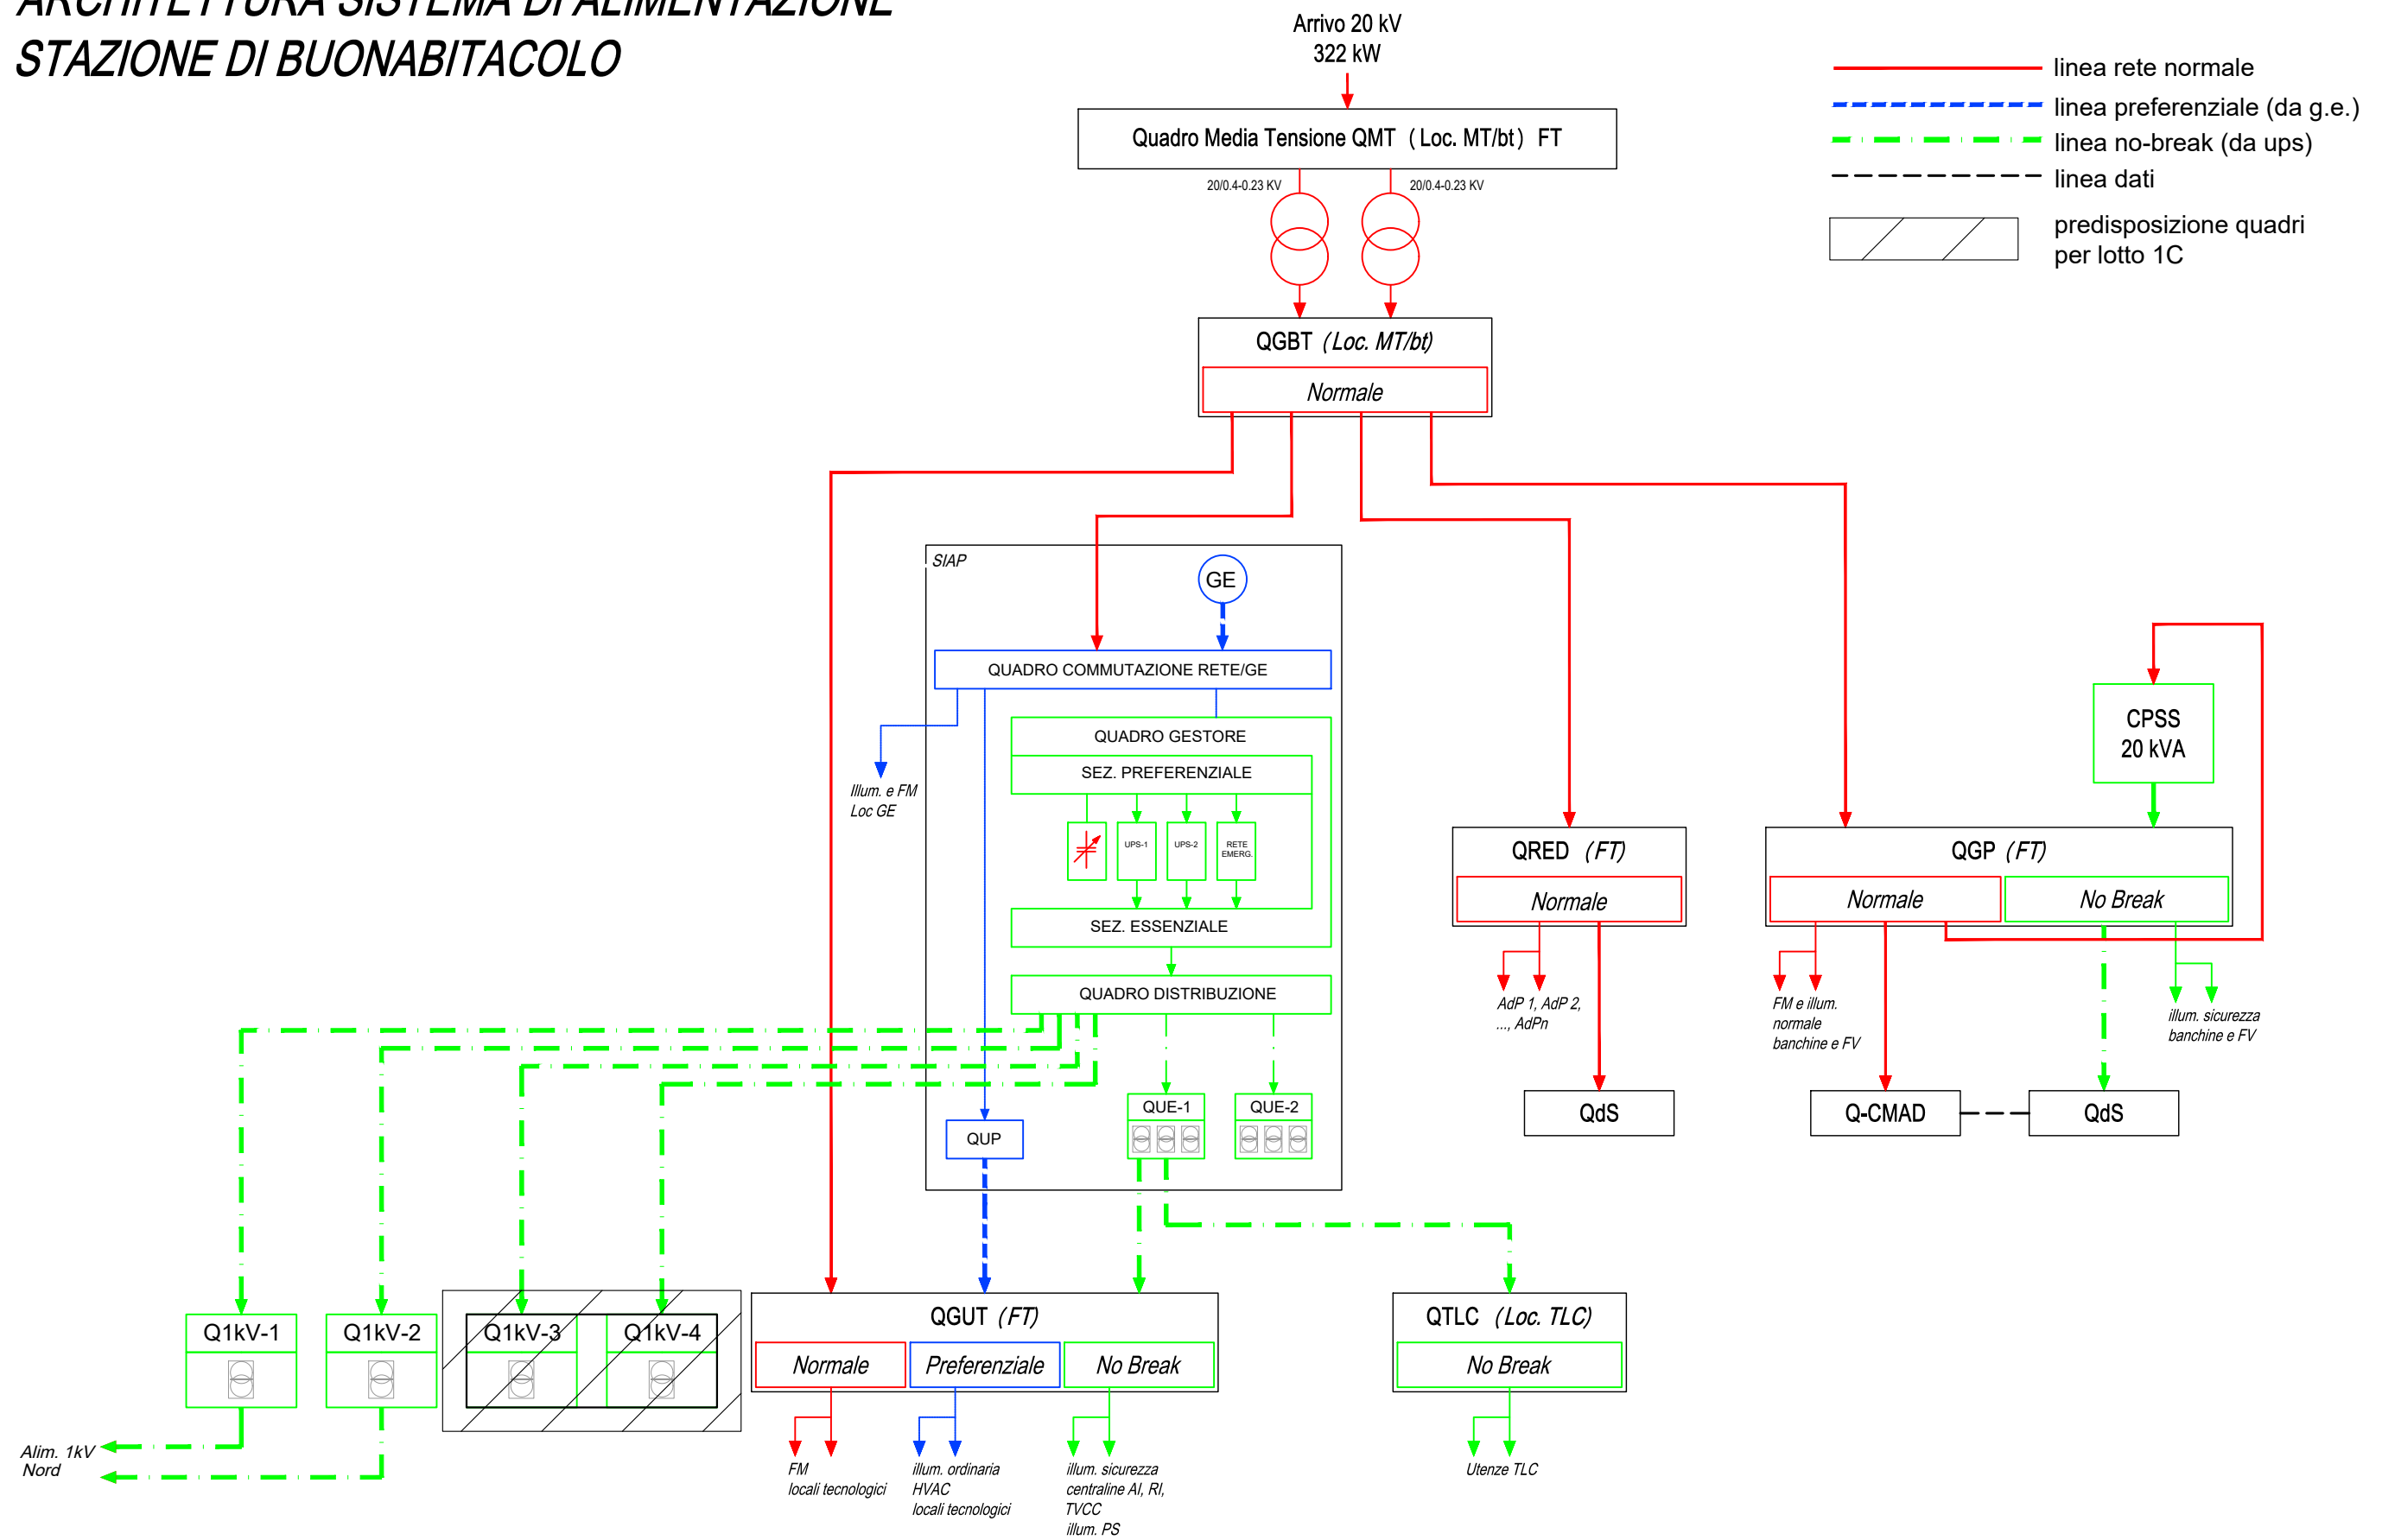 ARCHITETTURA SISTEMA DI ALIMENTAZIONE
STAZIONE DI BUONABITACOLO
Arrivo 20 kV
322 kW
linea rete normale
linea preferenziale (da g.e.)
linea no-break (da ups)
linea dati
predisposizione quadri
per lotto 1C
Quadro Media Tensione QMT (Loc. MT/bt) FT
20/0.4-0.23 KV
20/0.4-0.23 KV
QGBT (Loc. MT/bt)
Normale
SIAP
GE
QUADRO COMMUTAZIONE RETE/GE
Illum. e FM
Loc GE
QUADRO GESTORE
SEZ. PREFERENZIALE
UPS-1
UPS-2
RETE
EMERG.
SEZ. ESSENZIALE
QUADRO DISTRIBUZIONE
QUP
QUE-1
QUE-2
CPSS
20 kVA
QRED (FT)
Normale
AdP 1, AdP 2,
..., AdPn
QdS
QGP (FT)
Normale
No Break
FM e illum.
normale
banchine e FV
illum. sicurezza
banchine e FV
Q-CMAD
QdS
Q1kV-1
Q1kV-2
Q1kV-3
Q1kV-4
Alim. 1kV
Nord
QGUT (FT)
Normale
Preferenziale
No Break
FM
locali tecnologici
illum. ordinaria
HVAC
locali tecnologici
illum. sicurezza
centraline AI, RI,
TVCC
illum. PS
QTLC (Loc. TLC)
No Break
Utenze TLC